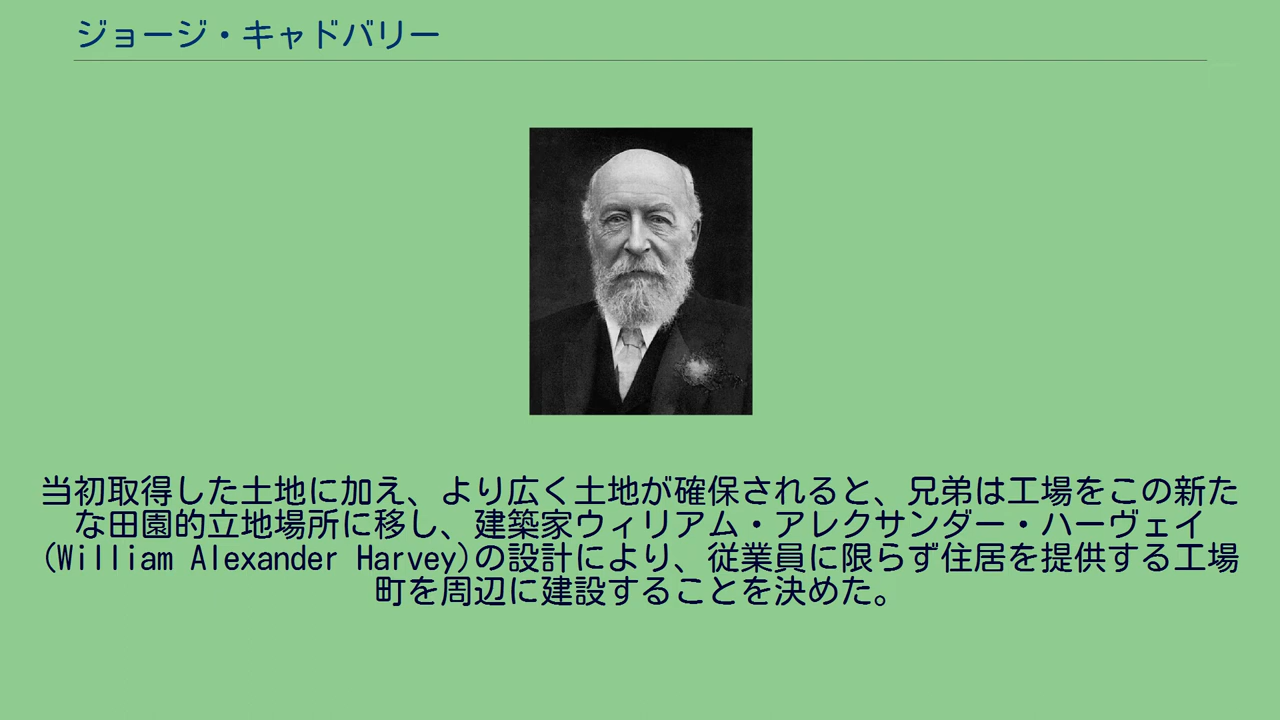 ジョージ・キャドバリー
当初取得した土地に加え、より広く土地が確保されると、兄弟は工場をこの新た
な田園的立地場所に移し、建築家ウィリアム・アレクサンダー・ハーヴェイ
(William Alexander Harvey)の設計により、従業員に限らず住居を提供する工場
町を周辺に建設することを決めた。